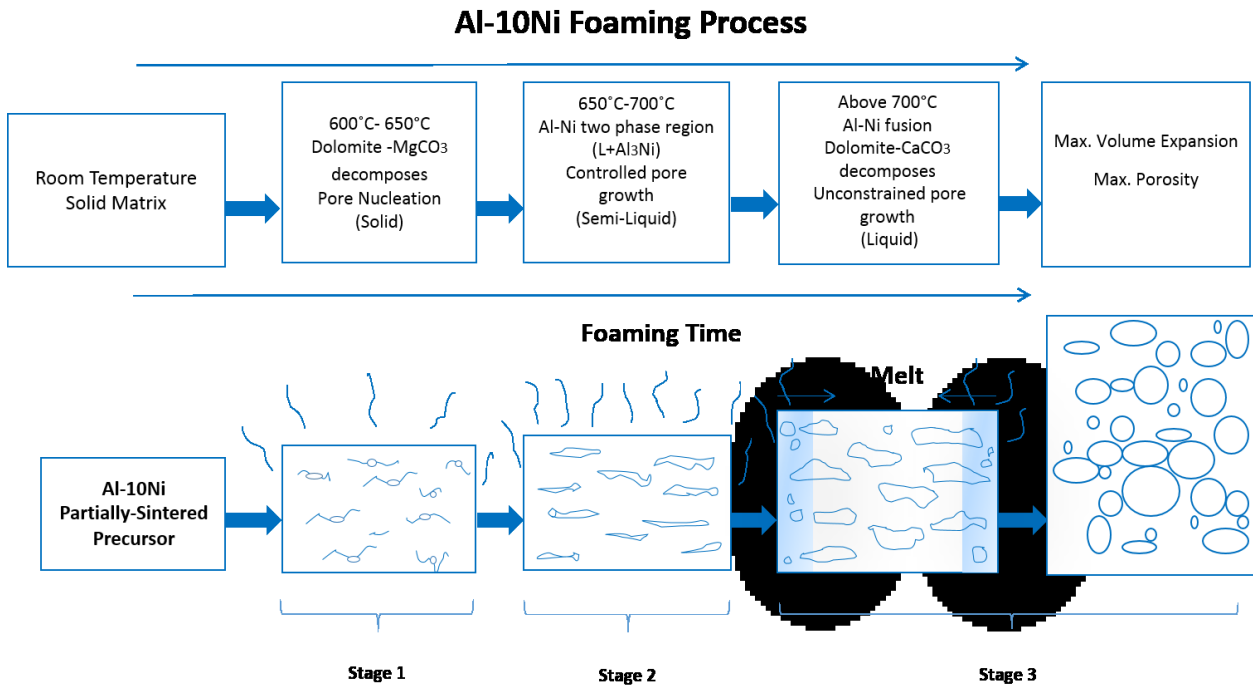 Al-10Ni Foaming Process
Room Temperature
Solid Matrix
600˚C- 650˚C
Dolomite -MgCO₃
decomposes
Pore Nucleation
(Solid)
650˚C-700˚C
Al-Ni two phase region
(L+Al₃Ni)
Controlled pore
growth
(Semi-Liquid)
Above 700°C
Al-Ni fusion
Dolomite-CaCO₃
decomposes
Unconstrained pore
growth
(Liquid)
Max. Volume Expansion
Max. Porosity
Foaming Time
Melt
Al-10Ni
Partially-Sintered
Precursor
Stage 1
Stage 2
Stage 3